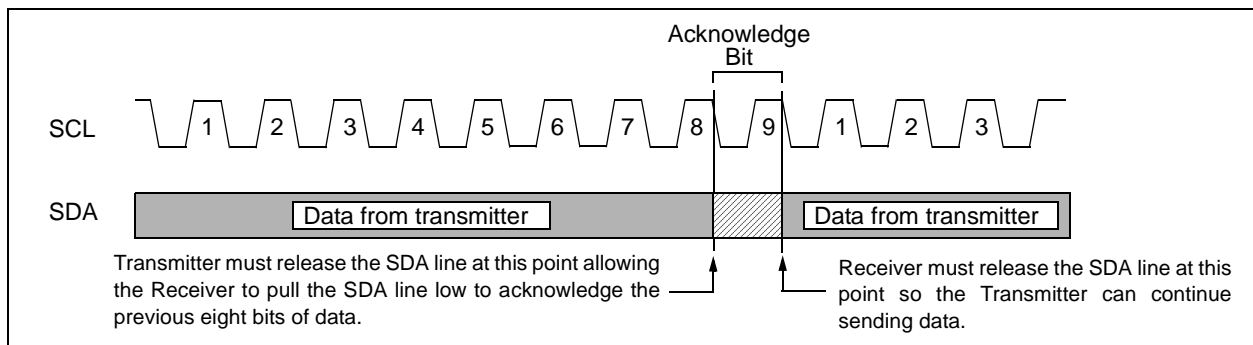 Acknowledge
Bit
SCL
1 2 3 4 5 6 7 8 9 1 2 3
SDA
Data from transmitter
Data from transmitter
Transmitter must release the SDA line at this point allowing
the Receiver to pull the SDA line low to acknowledge the
previous eight bits of data.
Receiver must release the SDA line at this
point so the Transmitter can continue
sending data.